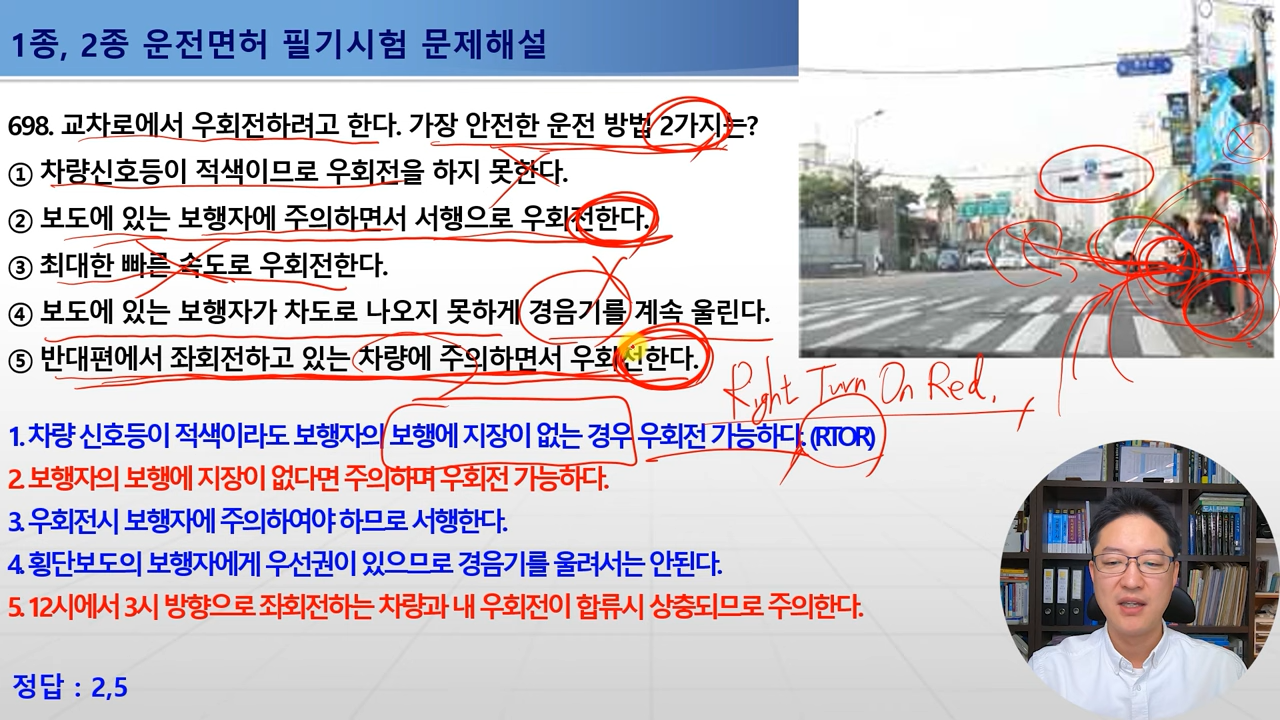 1종, 2종 운전면허 필기시험 문제해설
698. 교차로에서 우회전하려고 한다. 가장 안전한 운전 방법 2가지는?
① 차량신호등이 적색이므로 우회전을 하지 못한다.
② 보도에 있는 보행자에 주의하면서 서행으로 우회전한다.
③ 최대한 빠른 속도로 우회전한다.
④ 보도에 있는 보행자가 차도로 나오지 못하게 경음기를 계속 울린다.
⑤ 반대편에서 좌회전하고 있는 차량에 주의하면서 우회전한다.
Right Turn On Red.
1. 차량 신호등이 적색이라도 보행자의 보행에 지장이 없는 경우 우회전 가능하다. (RTOR)
2. 보행자의 보행에 지장이 없다면 주의하며 우회전 가능하다.
3. 우회전시 보행자에 주의하여야 하므로 서행한다.
4. 횡단보도의 보행자에게 우선권이 있으므로 경음기를 울려서는 안된다.
5. 12시에서 3시 방향으로 좌회전하는 차량과 내 우회전이 합류시 상충되므로 주의한다.
정답 : 2,5